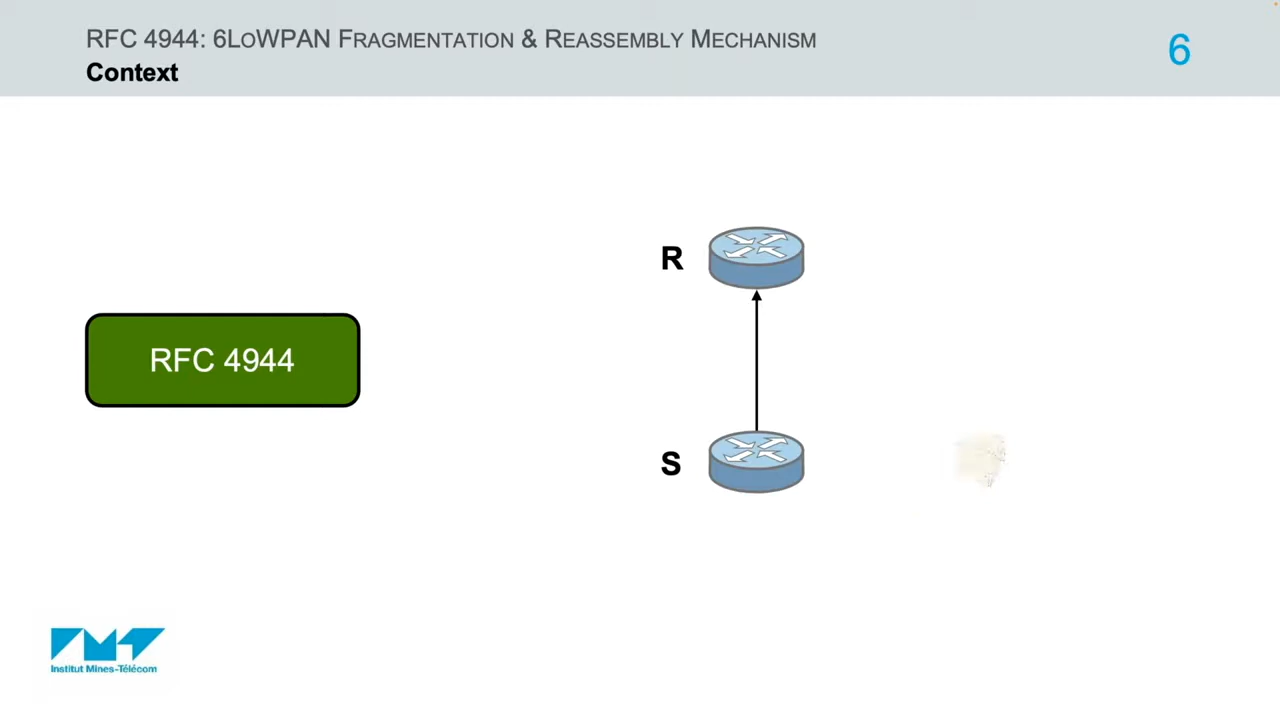 RFC 4944: 6LoWPAN Fragmentation & Reassembly Mechanism
Context
6
R
RFC 4944
S
Institut Mines-Télécom